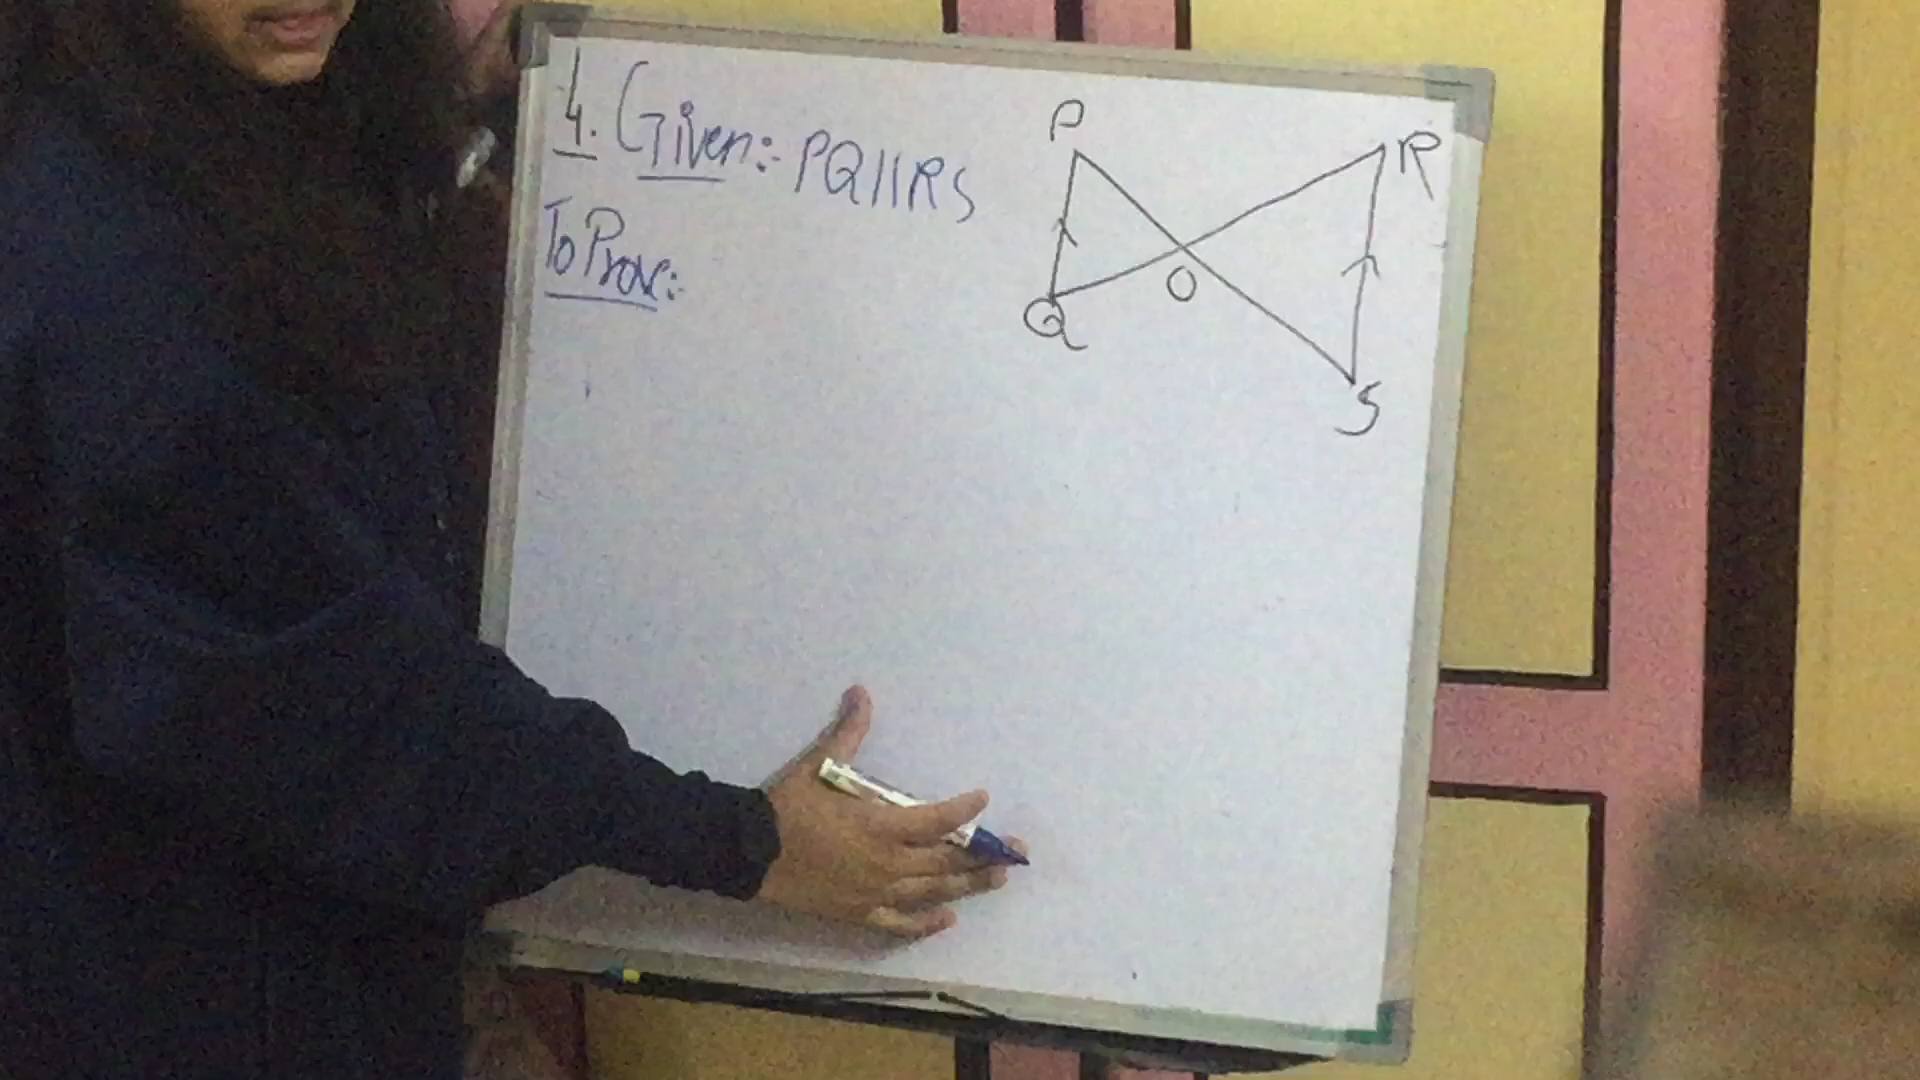 4. Given:- PQ||RS
To Prove:-
P
R
O
Q
S